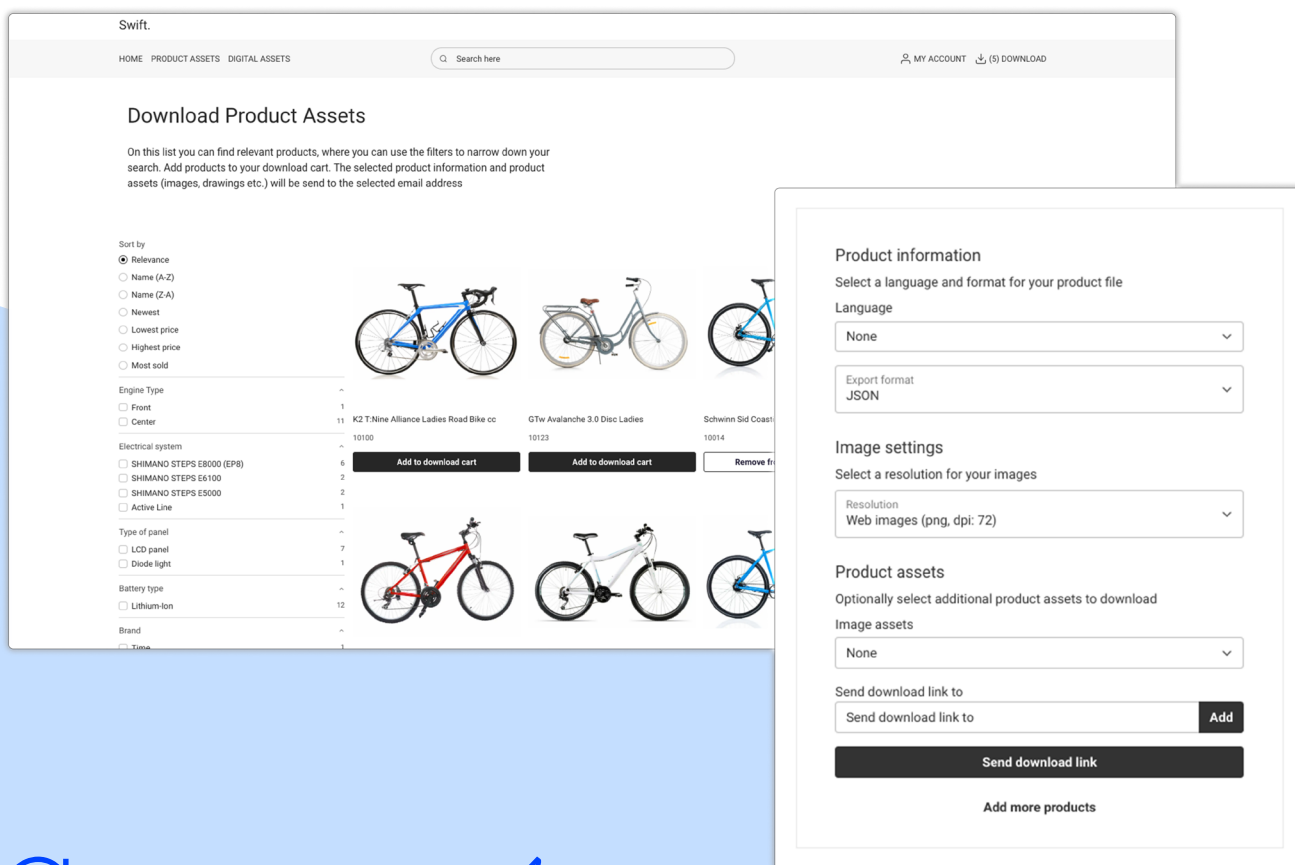 Swift.
HOME PRODUCT ASSETS DIGITAL ASSETS
Search here
MY ACCOUNT (5) DOWNLOAD
Download Product Assets
On this list you can find relevant products, where you can use the filters to narrow down your
search. Add products to your download cart. The selected product information and product
assets (images, drawings etc.) will be send to the selected email address
Sort by
Relevance
Name (A-Z)
Name (Z-A)
Newest
Lowest price
Highest price
Most sold
Engine Type
Front 1
Center 11
Electrical system
SHIMANO STEPS E8000 (EP8) 6
SHIMANO STEPS E6100 2
SHIMANO STEPS E5000 2
Active Line 1
Type of panel
LCD panel 7
Diode light 1
Battery type
Lithium-Ion 12
Brand
Time 1
K2 T:Nine Alliance Ladies Road Bike cc
10100
Add to download cart
GTw Avalanche 3.0 Disc Ladies
10123
Add to download cart
Schwinn Sid
10014
Remove
Product information
Select a language and format for your product file
Language
None
Export format
JSON
Image settings
Select a resolution for your images
Resolution
Web images (png, dpi: 72)
Product assets
Optionally select additional product assets to download
Image assets
None
Send download link to
Send download link to
Add
Send download link
Add more products